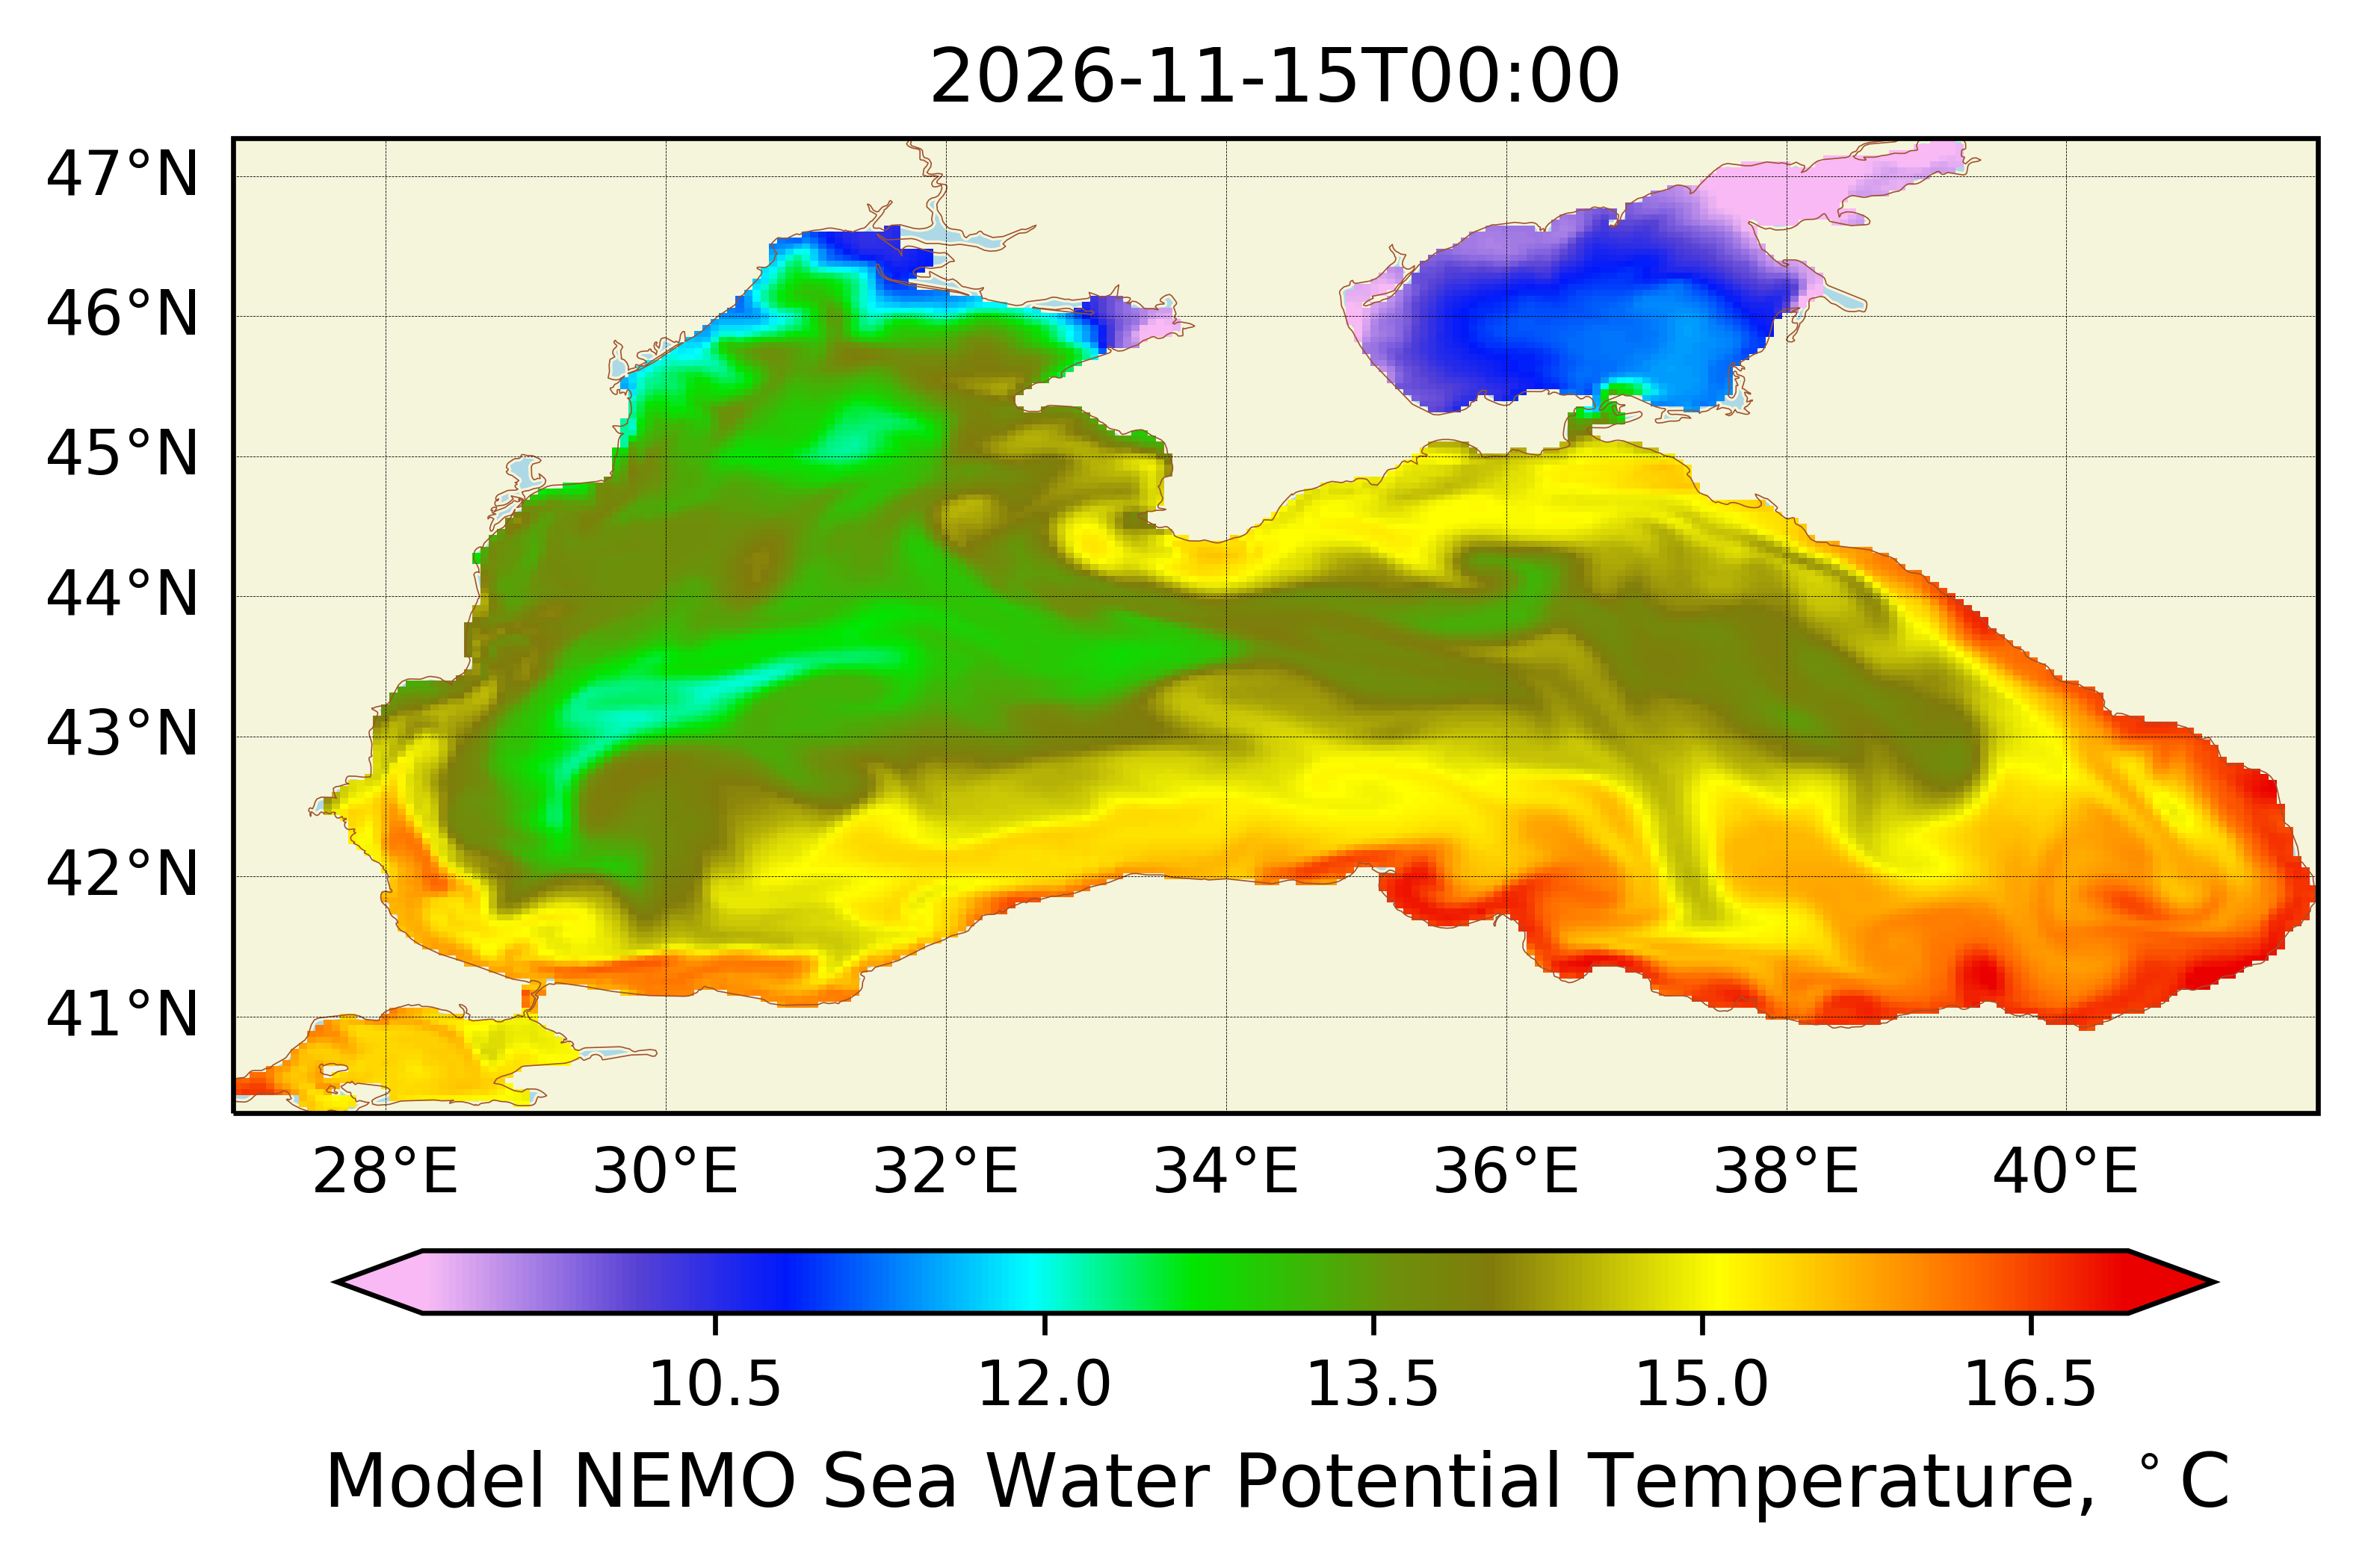 2026-11-15T00:00
47°N
46°N
45°N
44°N
43°N
42°N
41°N
28°E 30°E 32°E 34°E 36°E 38°E 40°E
10.5 12.0 13.5 15.0 16.5
Model NEMO Sea Water Potential Temperature, °C